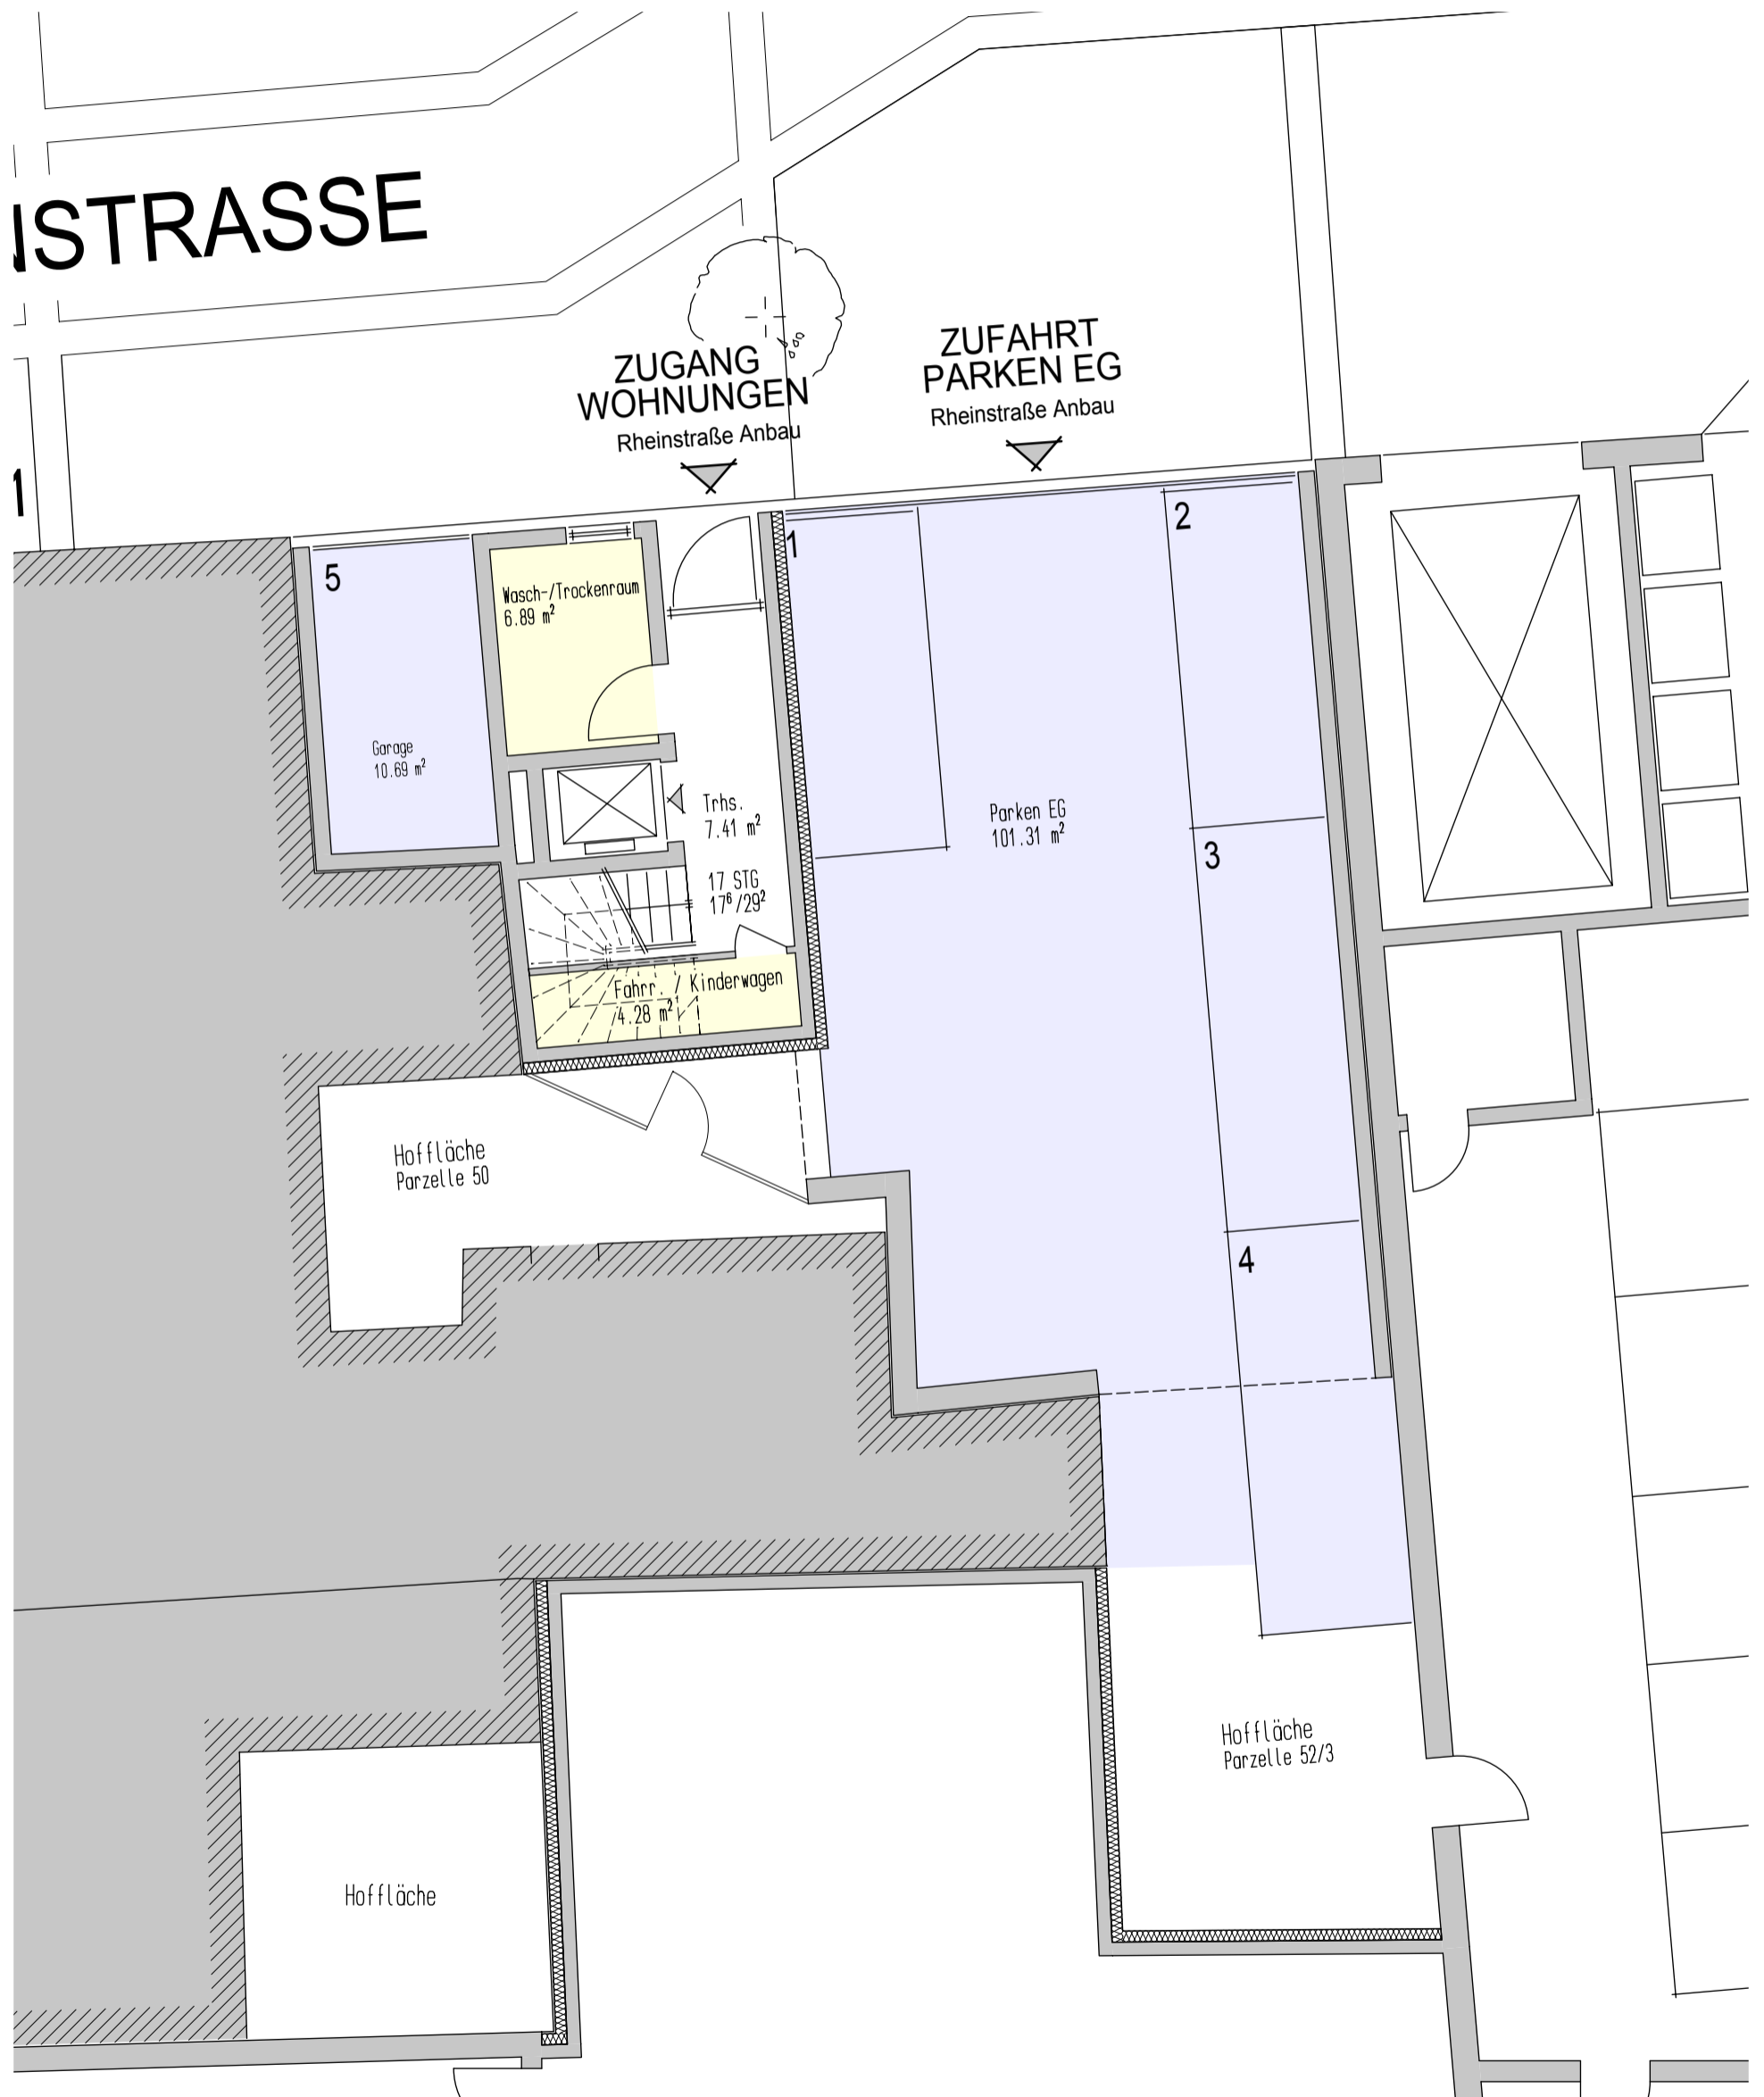 NSTRASSE
ZUGANG
WOHNUNGEN
Rheinstraße Anbau
ZUFAHRT
PARKEN EG
Rheinstraße Anbau
1
5
Wasch-/Trockenraum
6.89 m²
1
2
Garage
10.69 m²
Trhs.
7.41 m²
17 STG
17⁶/29²
Parken EG
101.31 m²
3
Fahrr. / Kinderwagen
4.28 m²
Hoffläche
Parzelle 50
4
Hoffläche
Parzelle 52/3
Hoffläche